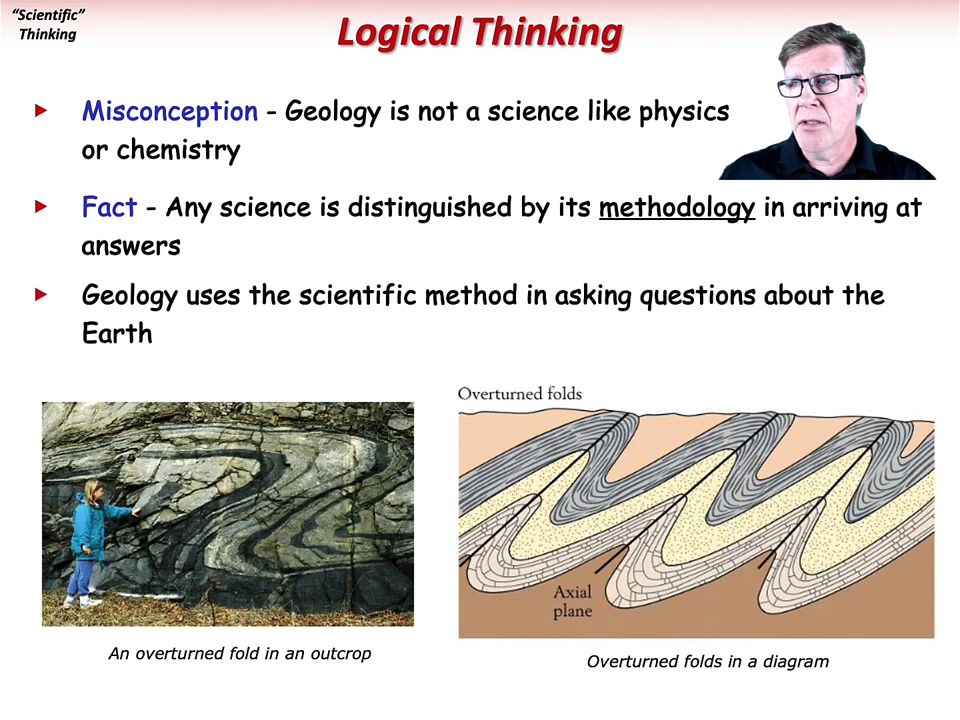 “Scientific”
Thinking
Logical Thinking
Misconception - Geology is not a science like physics
or chemistry
Fact - Any science is distinguished by its methodology in arriving at
answers
Geology uses the scientific method in asking questions about the
Earth
Overturned folds
Axial
plane
An overturned fold in an outcrop
Overturned folds in a diagram